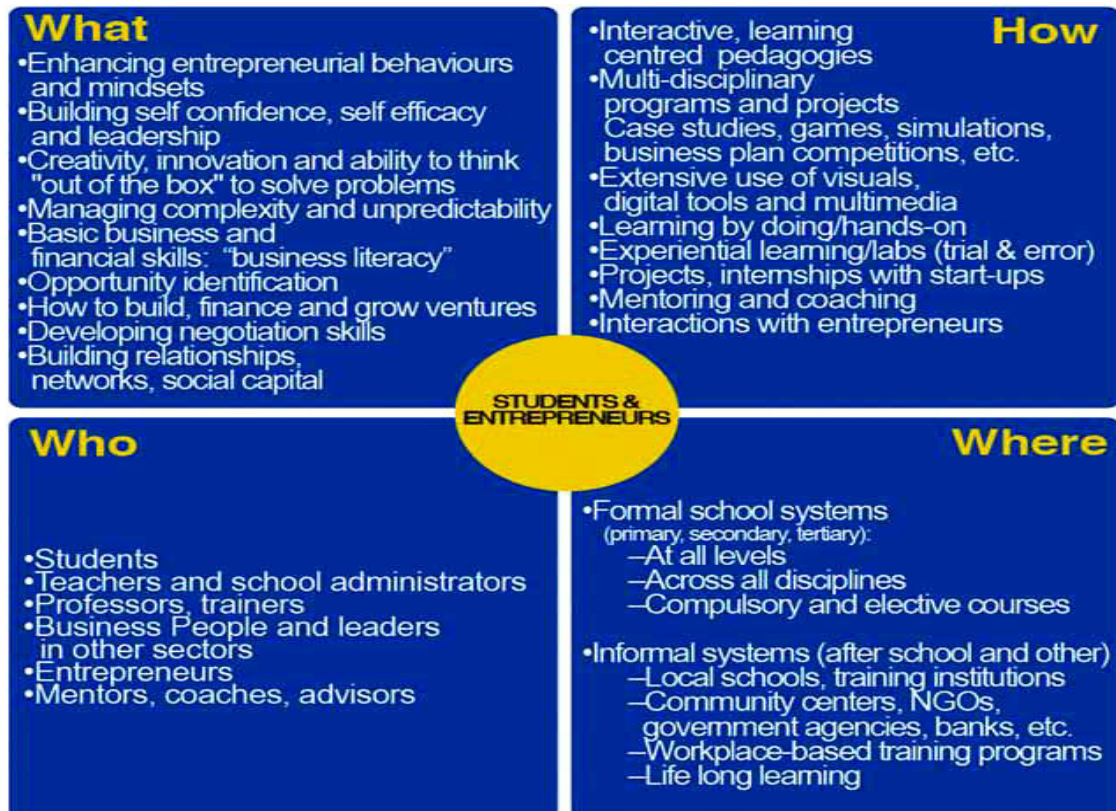 What
•Enhancing entrepreneurial behaviours
and mindsets
•Building self confidence, self efficacy
and leadership
•Creativity, innovation and ability to think
"out of the box" to solve problems
•Managing complexity and unpredictability
•Basic business and
financial skills: “business literacy”
•Opportunity identification
•How to build, finance and grow ventures
•Developing negotiation skills
•Building relationships,
networks, social capital
How
•Interactive, learning
centred pedagogies
•Multi-disciplinary
programs and projects
Case studies, games, simulations,
business plan competitions, etc.
•Extensive use of visuals,
digital tools and multimedia
•Learning by doing/hands-on
•Experiential learning/labs (trial & error)
•Projects, internships with start-ups
•Mentoring and coaching
•Interactions with entrepreneurs
STUDENTS &
ENTREPRENEURS
Who
•Students
•Teachers and school administrators
•Professors, trainers
•Business People and leaders
in other sectors
•Entrepreneurs
•Mentors, coaches, advisors
Where
•Formal school systems
(primary, secondary, tertiary):
–At all levels
–Across all disciplines
–Compulsory and elective courses
•Informal systems (after school and other)
–Local schools, training institutions
–Community centers, NGOs,
government agencies, banks, etc.
–Workplace-based training programs
–Life long learning